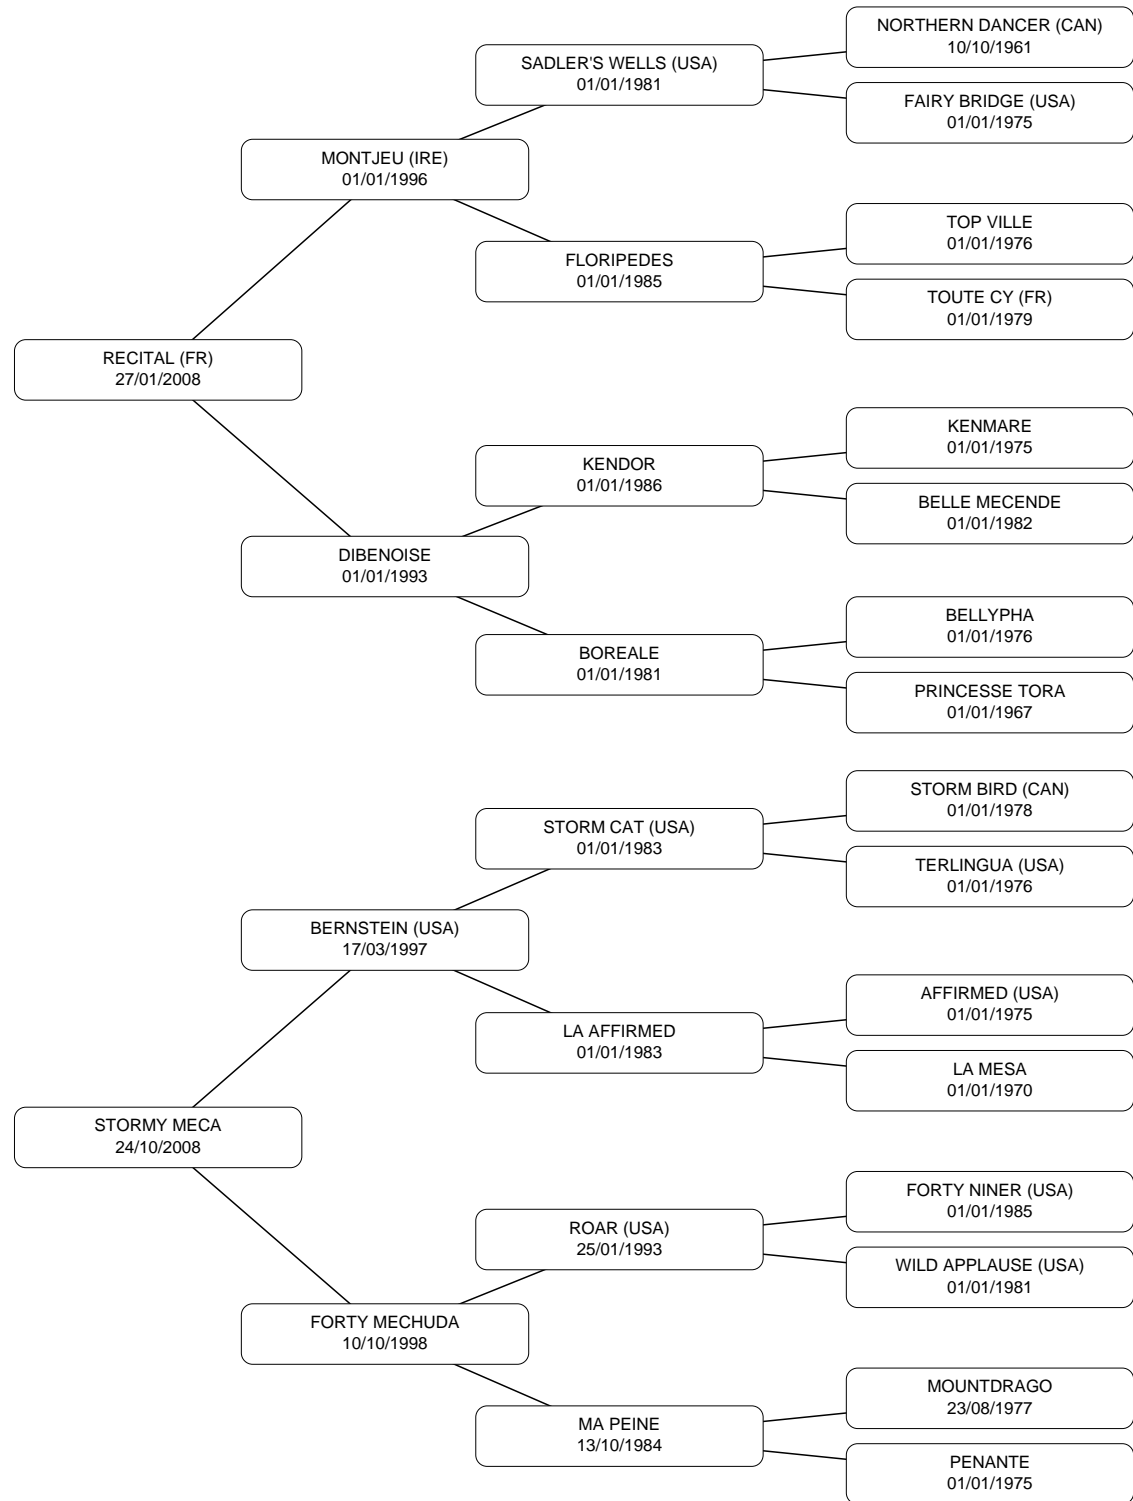 NORTHERN DANCER (CAN)
10/10/1961
SADLER'S WELLS (USA)
01/01/1981
FAIRY BRIDGE (USA)
01/01/1975
MONTJEU (IRE)
01/01/1996
TOP VILLE
01/01/1976
FLORIPEDES
01/01/1985
TOUTE CY (FR)
01/01/1979
RECITAL (FR)
27/01/2008
KENMARE
01/01/1975
KENDOR
01/01/1986
BELLE MECENDE
01/01/1982
DIBENOISE
01/01/1993
BELLYPHA
01/01/1976
BOREALE
01/01/1981
PRINCESSE TORA
01/01/1967
STORM BIRD (CAN)
01/01/1978
STORM CAT (USA)
01/01/1983
TERLINGUA (USA)
01/01/1976
BERNSTEIN (USA)
17/03/1997
AFFIRMED (USA)
01/01/1975
LA AFFIRMED
01/01/1983
LA MESA
01/01/1970
STORMY MECA
24/10/2008
FORTY NINER (USA)
01/01/1985
ROAR (USA)
25/01/1993
WILD APPLAUSE (USA)
01/01/1981
FORTY MECHUDA
10/10/1998
MOUNTDRAGO
23/08/1977
MA PEINE
13/10/1984
PENANTE
01/01/1975